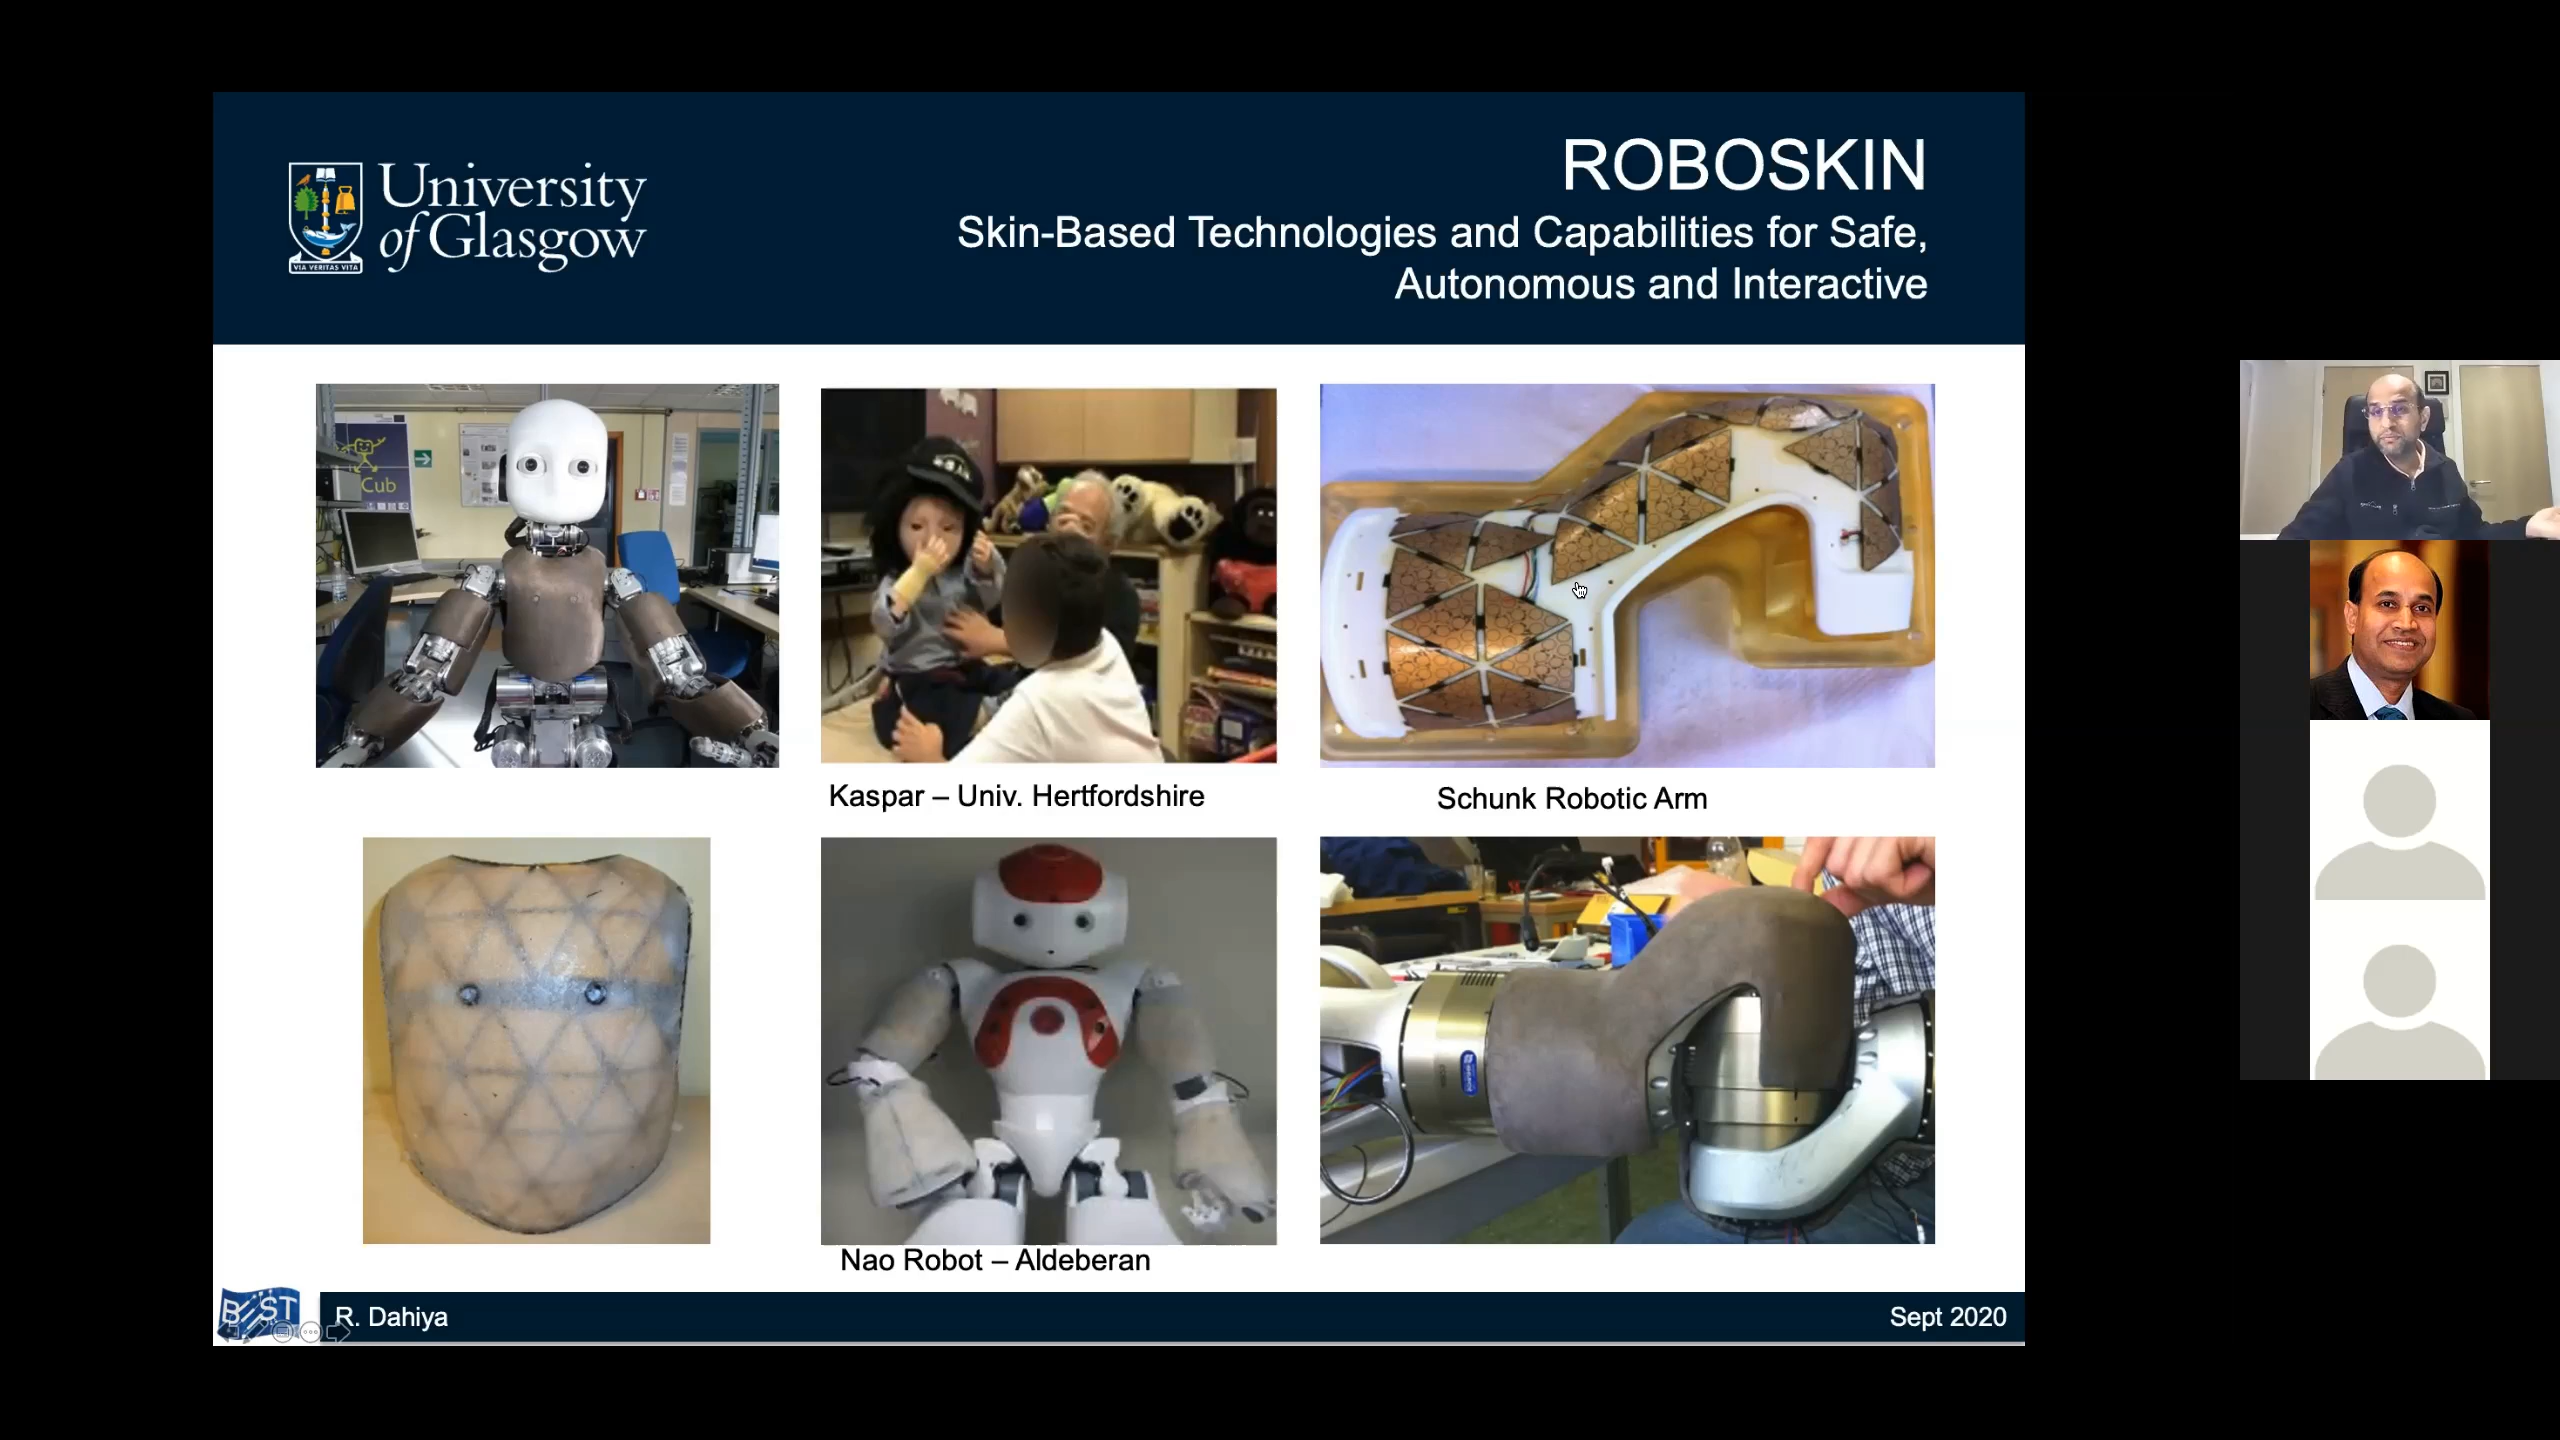 University
of Glasgow
VIA VERITAS VITA
ROBOSKIN
Skin-Based Technologies and Capabilities for Safe,
Autonomous and Interactive
Cub
Kaspar – Univ. Hertfordshire
Schunk Robotic Arm
Nao Robot – Aldeberan
BEST
R. Dahiya
Sept 2020